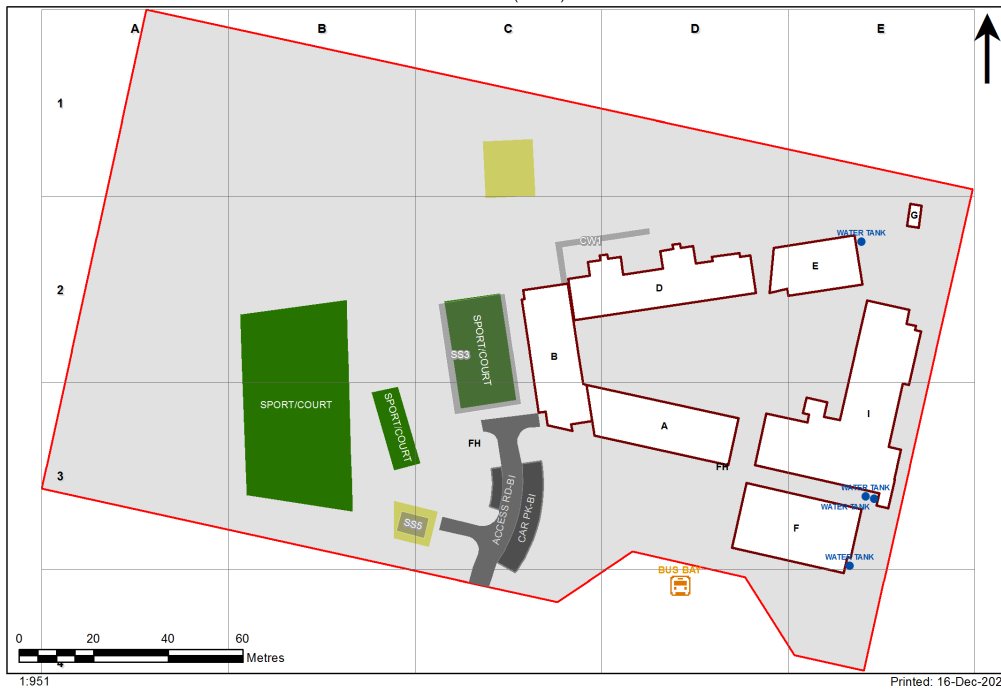 A B C D E
1
G
WATER TANK
CW1
E
2
D
SPORT/COURT
SS3
B
SPORT/COURT
SPORT/COURT
I
A
FH
FH
3
WATER TANK
WATER TANK
ACCESS RD-BI
CAR PK-BI
SS5
F
WATER TANK
BUS BAY
0 20 40 60
Metres
4
1:951
Printed: 16-Dec-202